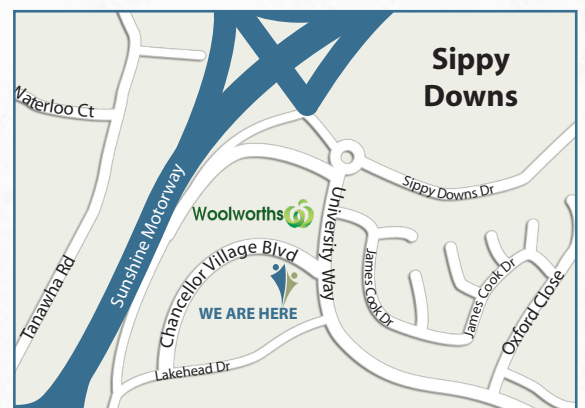 Sippy
Downs
Waterloo Ct
Sunshine Motorway
Tanawha Rd
Sippy Downs Dr
Woolworths
University Way
Chancellor Village Blvd
James Cook Dr
James Cook Dr
Oxford Close
WE ARE HERE
Lakehead Dr